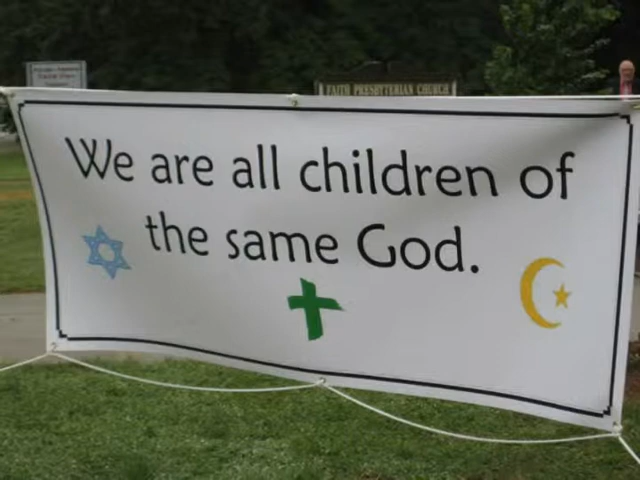 FAITH PRESBYTERIAN CHURCH
We are all children of
the same God.